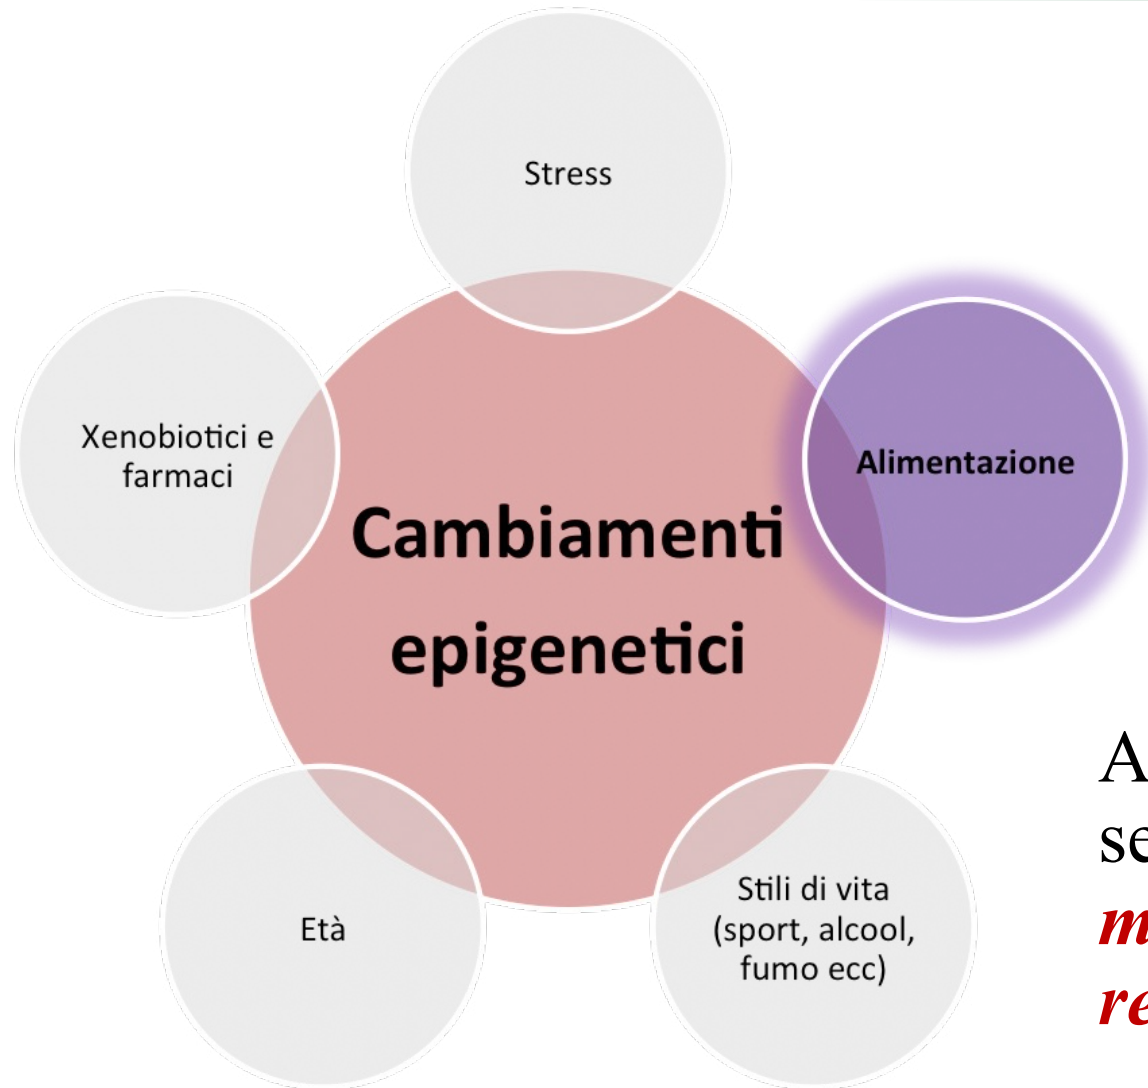 Stress
Xenobiotici e
farmaci
Alimentazione
Cambiamenti
epigenetici
Età
Stili di vita
(sport, alcool,
fumo ecc)